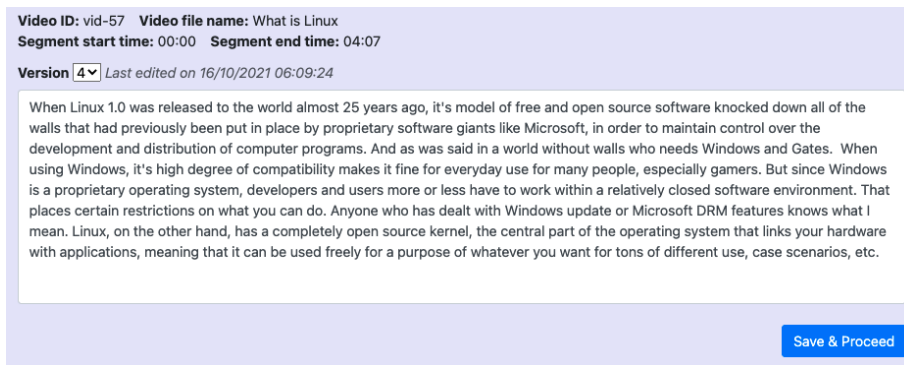 Video ID: vid-57 Video file name: What is Linux
Segment start time: 00:00 Segment end time: 04:07
Version 4 Last edited on 16/10/2021 06:09:24
When Linux 1.0 was released to the world almost 25 years ago, it's model of free and open source software knocked down all of the
walls that had previously been put in place by proprietary software giants like Microsoft, in order to maintain control over the
development and distribution of computer programs. And as was said in a world without walls who needs Windows and Gates. When
using Windows, it's high degree of compatibility makes it fine for everyday use for many people, especially gamers. But since Windows
is a proprietary operating system, developers and users more or less have to work within a relatively closed software environment. That
places certain restrictions on what you can do. Anyone who has dealt with Windows update or Microsoft DRM features knows what I
mean. Linux, on the other hand, has a completely open source kernel, the central part of the operating system that links your hardware
with applications, meaning that it can be used freely for a purpose of whatever you want for tons of different use, case scenarios, etc.
Save & Proceed